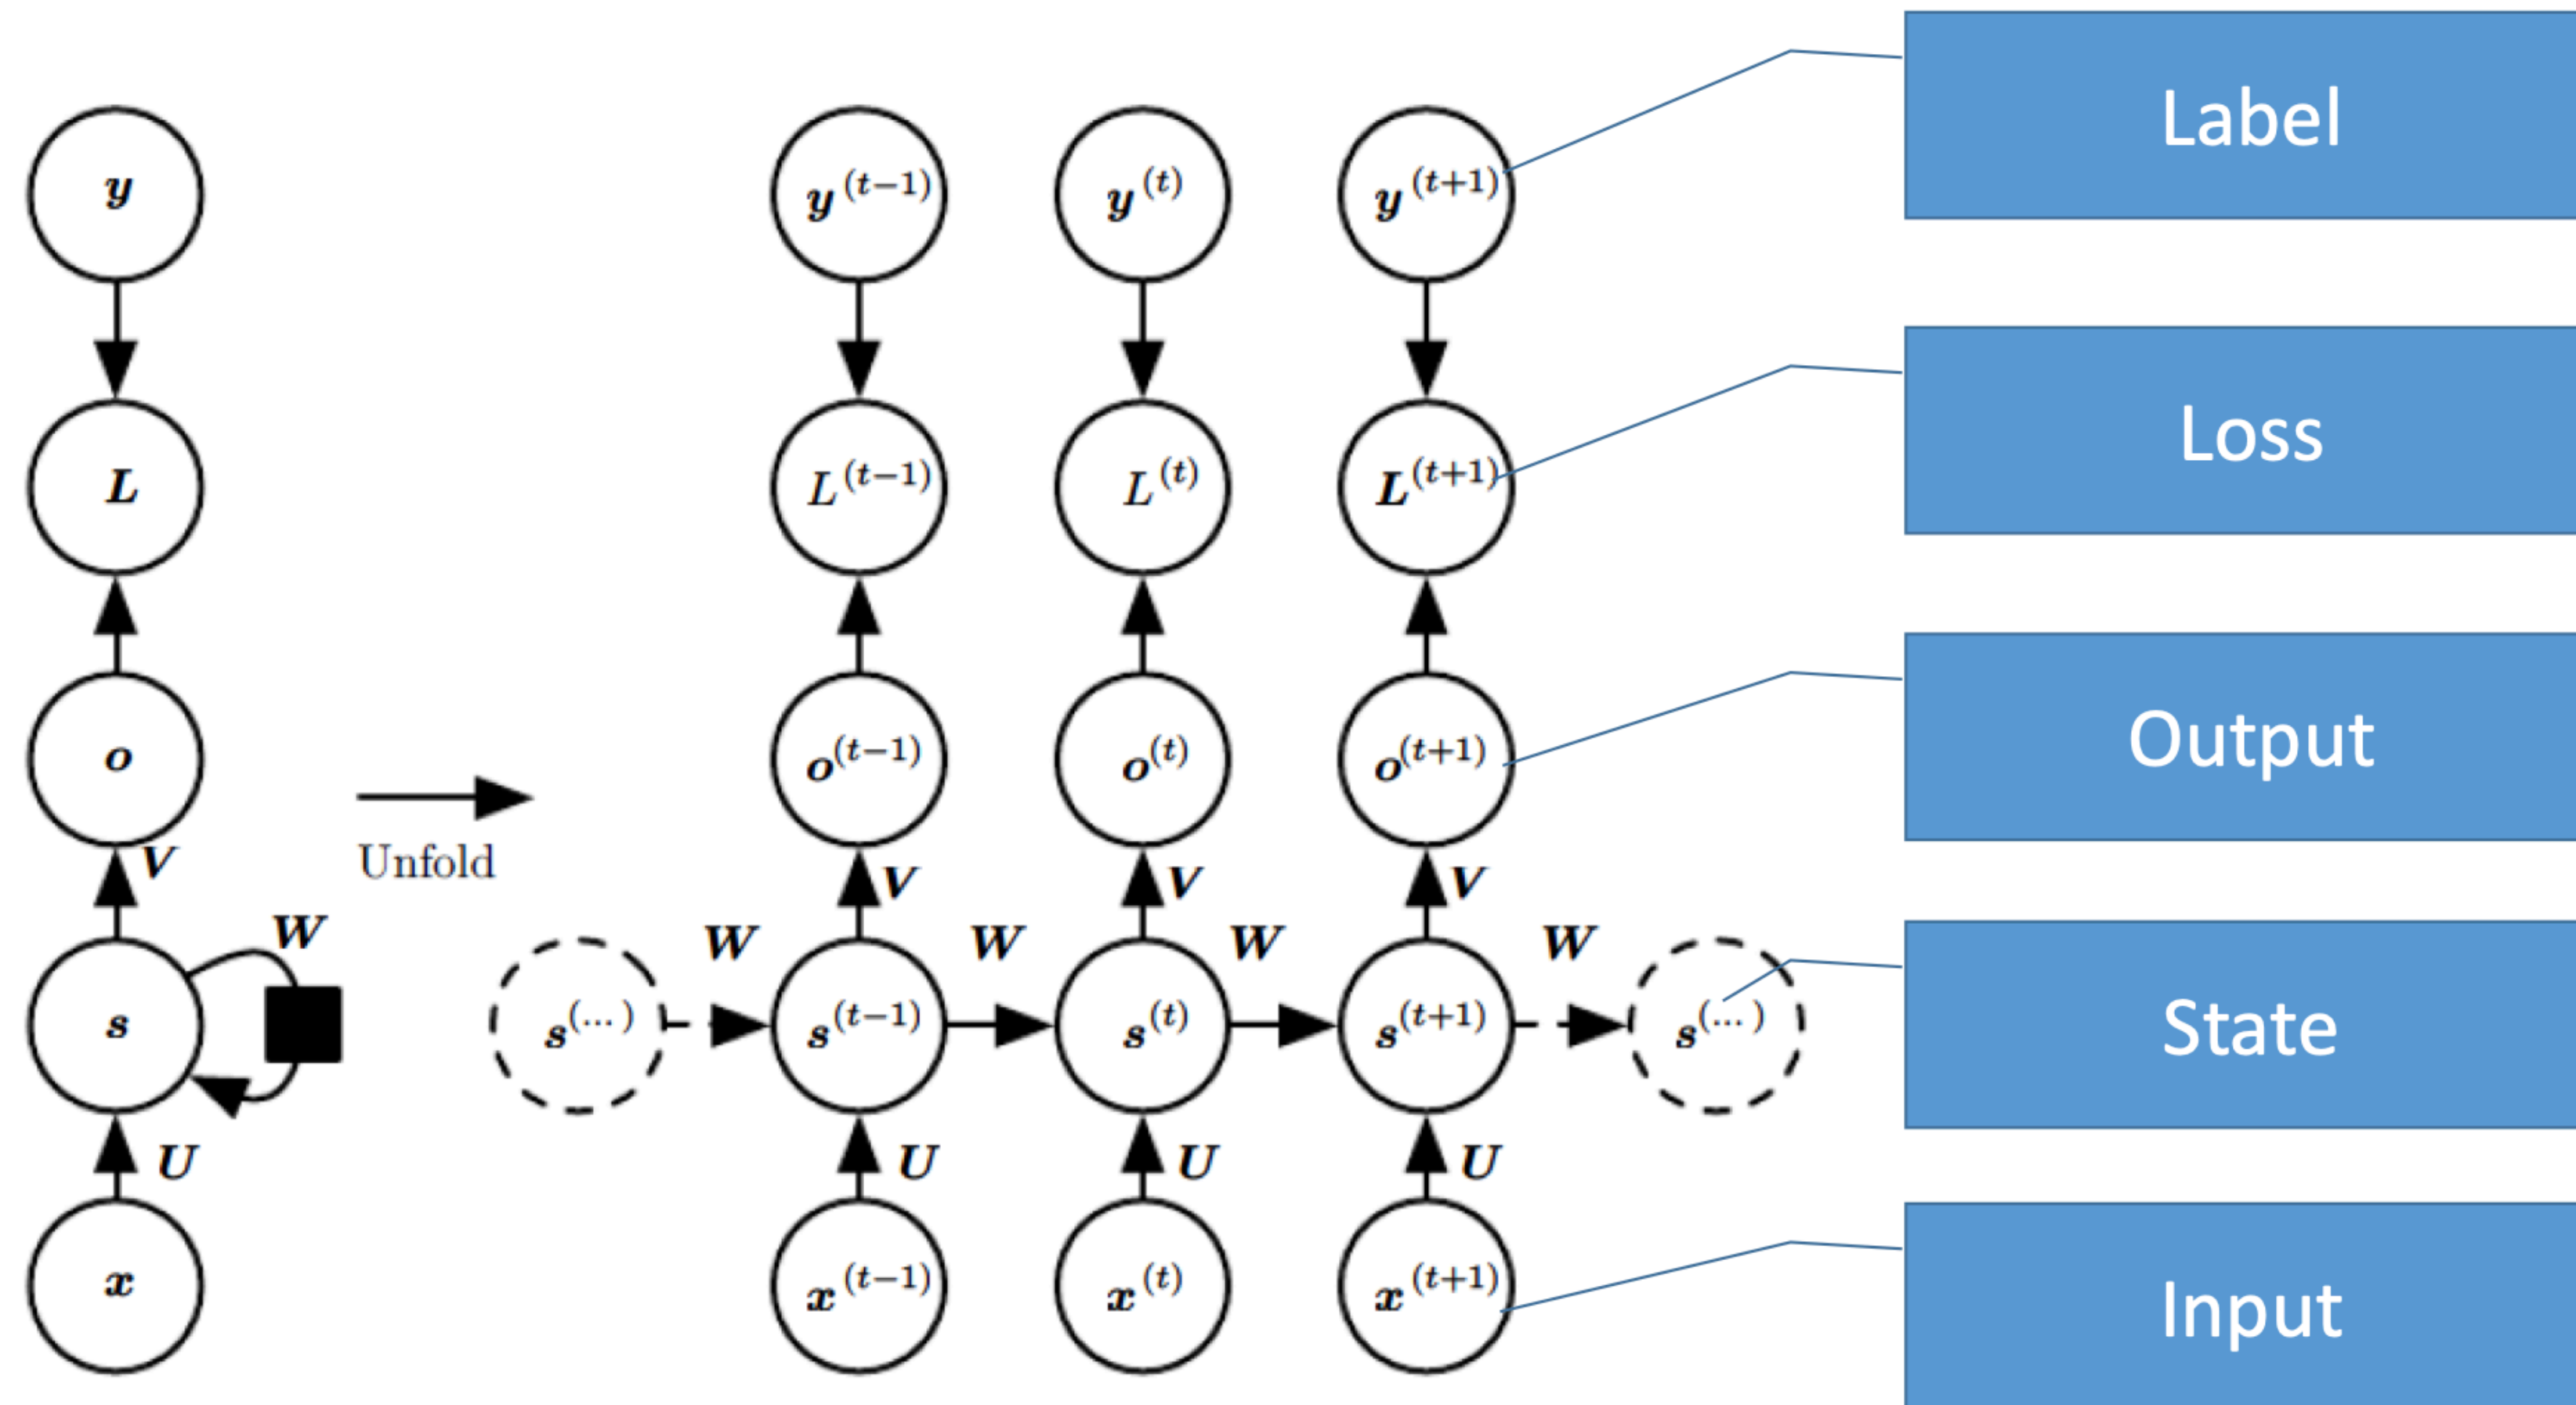 y y^(t−1) y^(t) y^(t+1) Label
L L^(t−1) L^(t) L^(t+1) Loss
o o^(t−1) o^(t) o^(t+1) Output
Unfold
V V V V
W W W W W
s s^(...) s^(t−1) s^(t) s^(t+1) s^(...) State
U U U U
x x^(t−1) x^(t) x^(t+1) Input